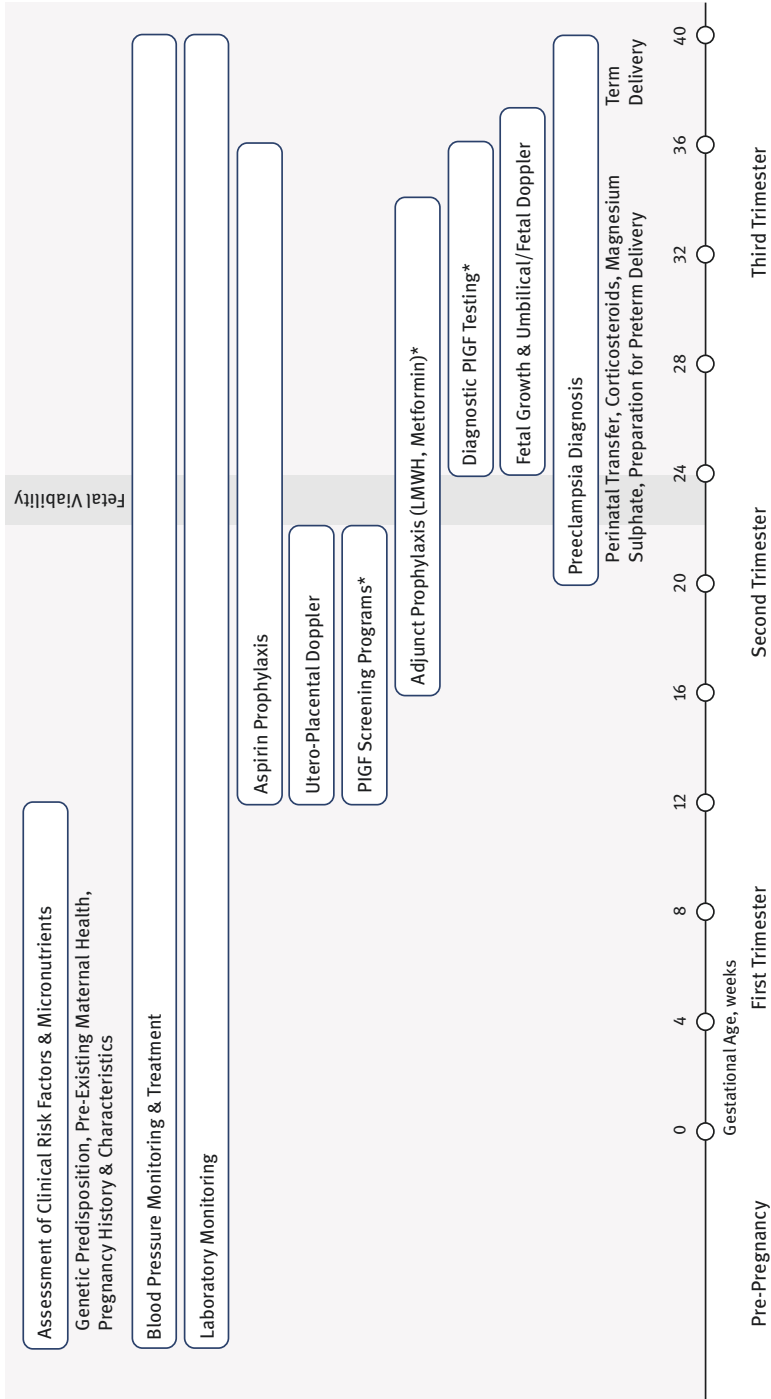 Fetal Viability
Assessment of Clinical Risk Factors & Micronutrients
Genetic Predisposition, Pre-Existing Maternal Health,
Pregnancy History & Characteristics
Blood Pressure Monitoring & Treatment
Laboratory Monitoring
Aspirin Prophylaxis
Utero-Placental Doppler
PlGF Screening Programs*
Adjunct Prophylaxis (LMWH, Metformin)*
Diagnostic PlGF Testing*
Fetal Growth & Umbilical/Fetal Doppler
Preeclampsia Diagnosis
Perinatal Transfer, Corticosteroids, Magnesium
Sulphate, Preparation for Preterm Delivery
Term
Delivery
0 4 8 12 16 20 24 28 32 36 40
Gestational Age, weeks
Pre-Pregnancy First Trimester Second Trimester Third Trimester